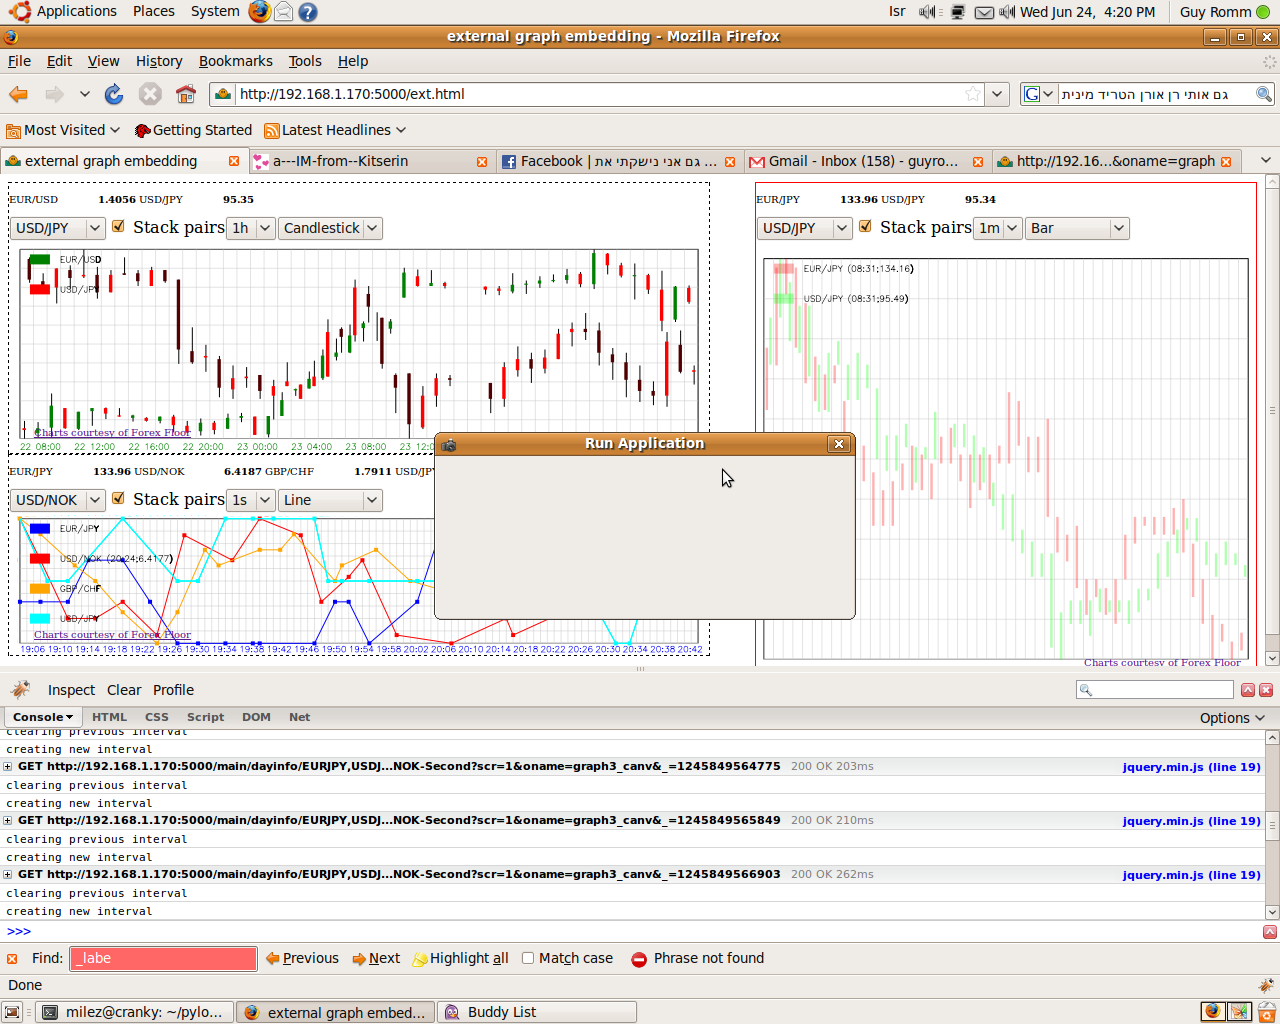 Applications Places System Isr Wed Jun 24, 4:20 PM Guy Romm
external graph embedding - Mozilla Firefox
File Edit View History Bookmarks Tools Help
http://192.168.1.170:5000/ext.html גם אותי רן אורן הטריד מינית
Most Visited Getting Started Latest Headlines
external graph embedding a---IM-from--Kitserin Facebook | גם אני נישקתי את ... Gmail - Inbox (158) - guyro... http://192.16...&oname=graph
EUR/USD 1.4056 USD/JPY 95.35
USD/JPY Stack pairs 1h Candlestick
EUR/USD
USD/JPY
Charts courtesy of Forex Floor
22 08:00 22 12:00 22 16:00 22 20:00 23 00:00 23 04:00 23 08:00
EUR/JPY 133.96 USD/JPY 95.34
USD/JPY Stack pairs 1m Bar
EUR/JPY (08:31;134.16)
USD/JPY (08:31;95.49)
Charts courtesy of Forex Floor
Run Application
EUR/JPY 133.96 USD/NOK 6.4187 GBP/CHF 1.7911
USD/NOK Stack pairs 1s Line
EUR/JPY
USD/NOK (20:24;6.4177)
GBP/CHF
USD/JPY
Charts courtesy of Forex Floor
19:06 19:10 19:14 19:18 19:22 19:26 19:30 19:34 19:38 19:42 19:46 19:50 19:54 19:58 20:02 20:06 20:10 20:14 20:18 20:22 20:26 20:30 20:34 20:38 20:42
Inspect Clear Profile
Console HTML CSS Script DOM Net Options
clearing previous interval
creating new interval
GET http://192.168.1.170:5000/main/dayinfo/EURJPY,USDJ...NOK-Second?scr=1&oname=graph3_canv&_=1245849564775 200 OK 203ms jquery.min.js (line 19)
clearing previous interval
creating new interval
GET http://192.168.1.170:5000/main/dayinfo/EURJPY,USDJ...NOK-Second?scr=1&oname=graph3_canv&_=1245849565849 200 OK 210ms jquery.min.js (line 19)
clearing previous interval
creating new interval
GET http://192.168.1.170:5000/main/dayinfo/EURJPY,USDJ...NOK-Second?scr=1&oname=graph3_canv&_=1245849566903 200 OK 262ms jquery.min.js (line 19)
clearing previous interval
creating new interval
>>>
Find: _labe Previous Next Highlight all Match case Phrase not found
Done
milez@cranky: ~/pylo... external graph embed... Buddy List